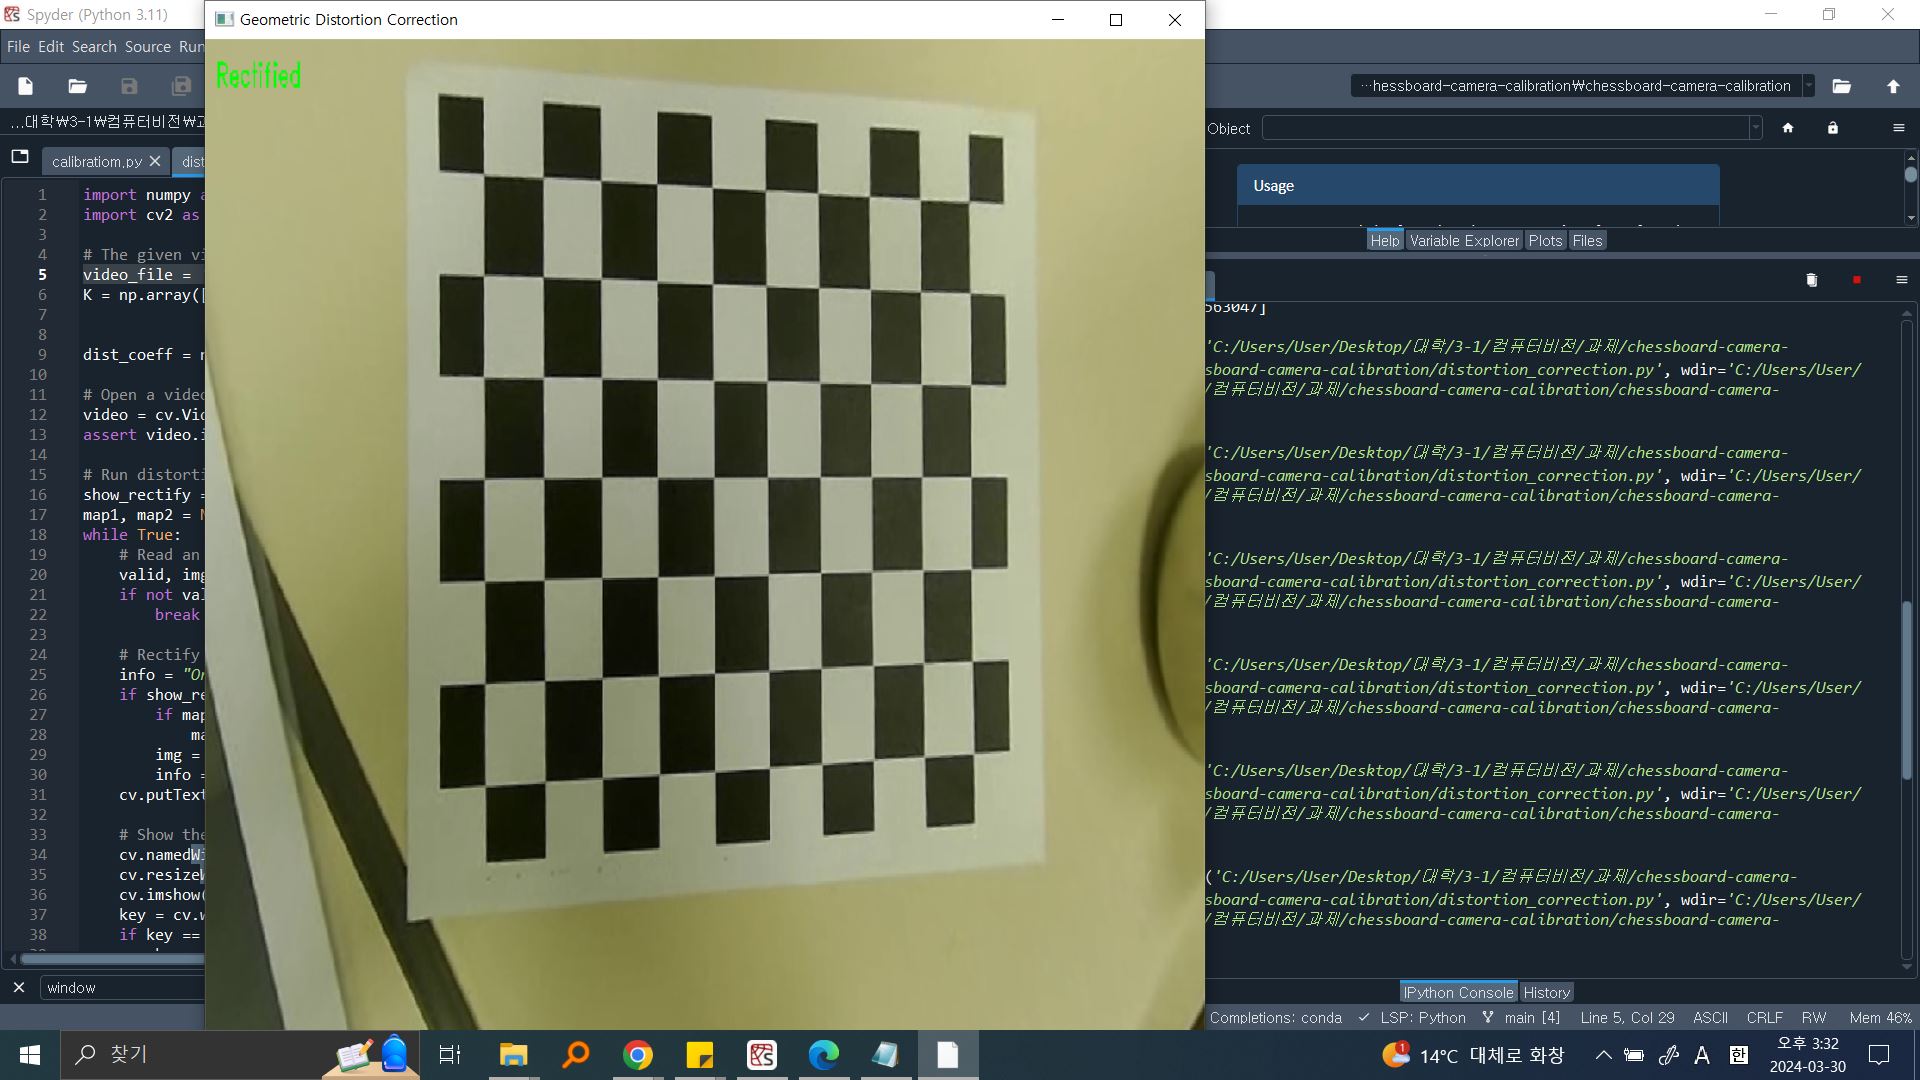 Spyder (Python 3.11)
Geometric Distortion Correction
File Edit Search Source Run
Rectified
…hessboard-camera-calibration₩chessboard-camera-calibration
...대학₩3-1₩컴퓨터비전₩
Object
calibratiom.py
dist
Usage
1 import numpy a
2 import cv2 as
3
4 # The given vi
5 video_file =
6 K = np.array([
7
8
9 dist_coeff = n
10
11 # Open a video
12 video = cv.Vid
13 assert video.i
14
15 # Run distorti
16 show_rectify =
17 map1, map2 = N
18 while True:
19 # Read an
20 valid, img
21 if not val
22 break
23
24 # Rectify
25 info = "Or
26 if show_re
27 if map
28 ma
29 img =
30 info =
31 cv.putText
32
33 # Show the
34 cv.namedWi
35 cv.resizeW
36 cv.imshow(
37 key = cv.w
38 if key ==
window
Help Variable Explorer Plots Files
563047]
'C:/Users/User/Desktop/대학/3-1/컴퓨터비전/과제/chessboard-camera-
sboard-camera-calibration/distortion_correction.py', wdir='C:/Users/User/
/컴퓨터비전/과제/chessboard-camera-calibration/chessboard-camera-
'C:/Users/User/Desktop/대학/3-1/컴퓨터비전/과제/chessboard-camera-
sboard-camera-calibration/distortion_correction.py', wdir='C:/Users/User/
/컴퓨터비전/과제/chessboard-camera-calibration/chessboard-camera-
'C:/Users/User/Desktop/대학/3-1/컴퓨터비전/과제/chessboard-camera-
sboard-camera-calibration/distortion_correction.py', wdir='C:/Users/User/
/컴퓨터비전/과제/chessboard-camera-calibration/chessboard-camera-
'C:/Users/User/Desktop/대학/3-1/컴퓨터비전/과제/chessboard-camera-
sboard-camera-calibration/distortion_correction.py', wdir='C:/Users/User/
/컴퓨터비전/과제/chessboard-camera-calibration/chessboard-camera-
'C:/Users/User/Desktop/대학/3-1/컴퓨터비전/과제/chessboard-camera-
sboard-camera-calibration/distortion_correction.py', wdir='C:/Users/User/
/컴퓨터비전/과제/chessboard-camera-calibration/chessboard-camera-
('C:/Users/User/Desktop/대학/3-1/컴퓨터비전/과제/chessboard-camera-
sboard-camera-calibration/distortion_correction.py', wdir='C:/Users/User/
/컴퓨터비전/과제/chessboard-camera-calibration/chessboard-camera-
IPython Console History
Completions: conda ✓ LSP: Python main [4] Line 5, Col 29 ASCII CRLF RW Mem 46%
찾기
1 14°C 대체로 화창 A 한
오후 3:32
2024-03-30